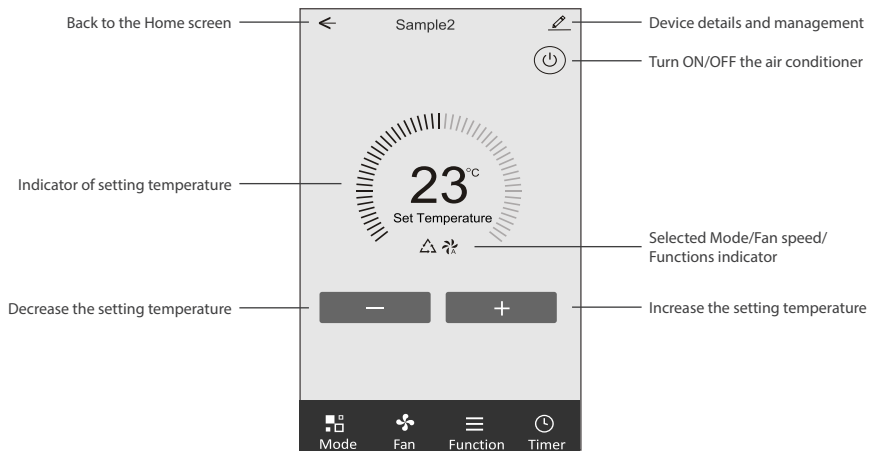 Back to the Home screen
Sample2
Device details and management
Turn ON/OFF the air conditioner
Indicator of setting temperature
23°C
Set Temperature
A
Selected Mode/Fan speed/
Functions indicator
Decrease the setting temperature
Increase the setting temperature
Mode
Fan
Function
Timer